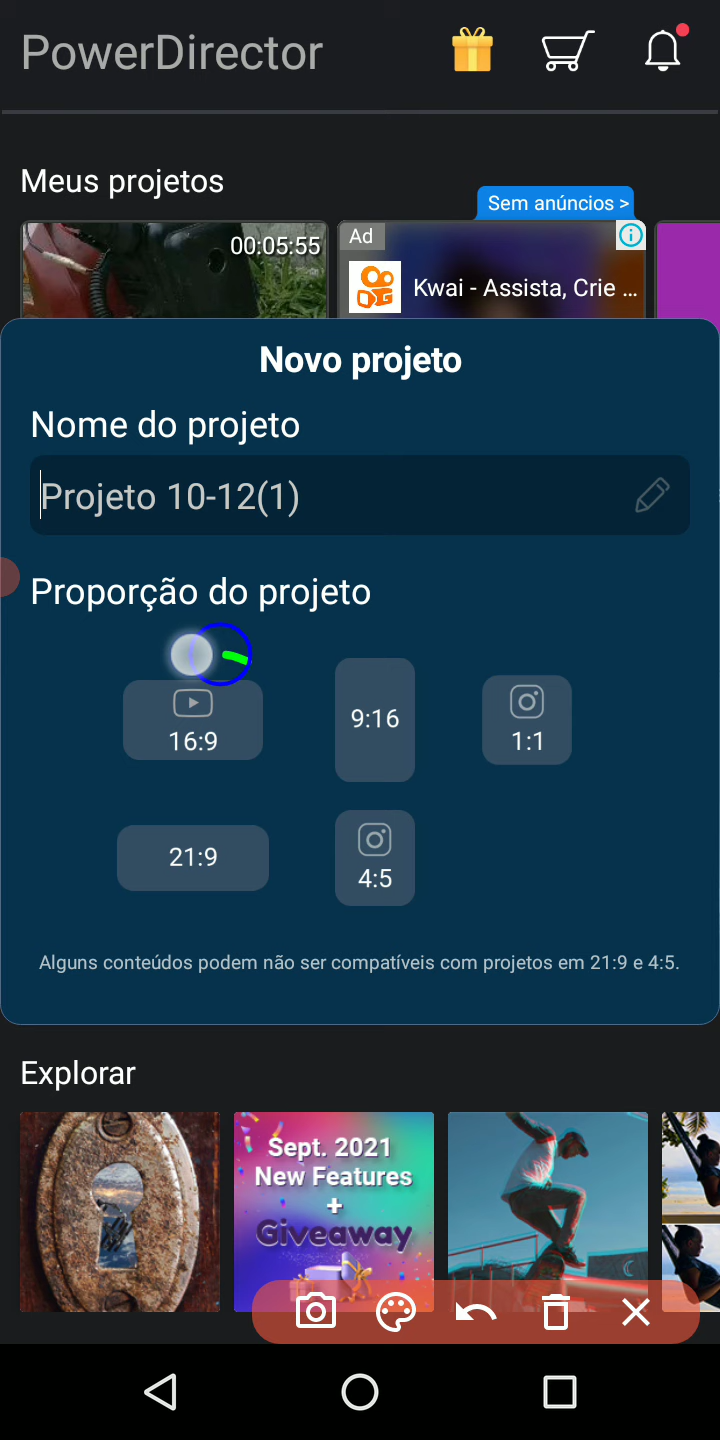 PowerDirector
Meus projetos
Sem anúncios >
00:05:55
Ad
Kwai - Assista, Crie ...
Novo projeto
Nome do projeto
Projeto 10-12(1)
Proporção do projeto
16:9
9:16
1:1
21:9
4:5
Alguns conteúdos podem não ser compatíveis com projetos em 21:9 e 4:5.
Explorar
Sept. 2021
New Features
+
Giveaway